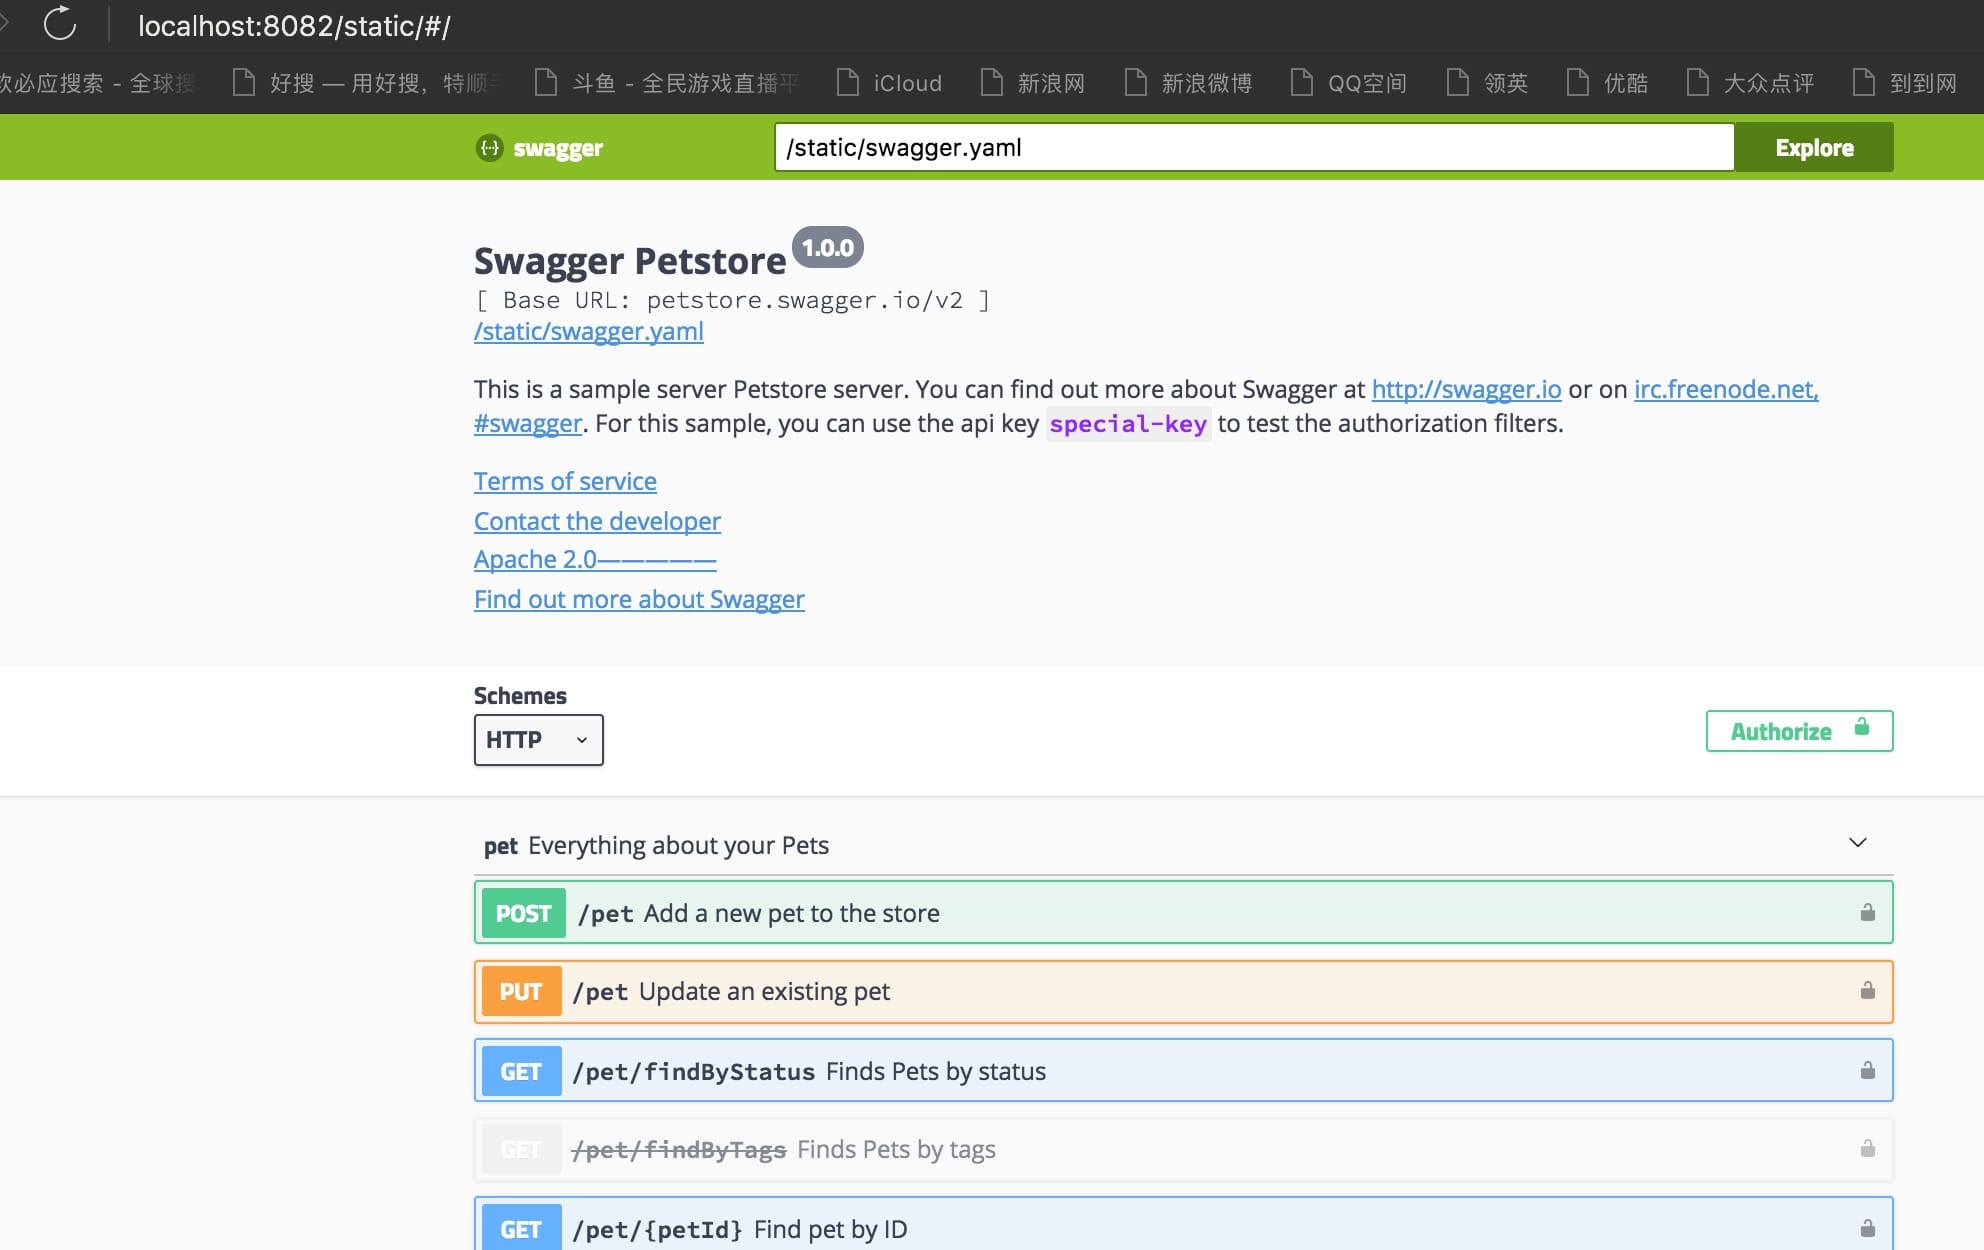 localhost:8082/static/#/
欢必应搜索 - 全球搜 好搜 — 用好搜，特顺手 斗鱼 - 全民游戏直播平 iCloud 新浪网 新浪微博 QQ空间 领英 优酷 大众点评 到到网
{··} swagger /static/swagger.yaml Explore
Swagger Petstore 1.0.0
[ Base URL: petstore.swagger.io/v2 ]
/static/swagger.yaml
This is a sample server Petstore server. You can find out more about Swagger at http://swagger.io or on irc.freenode.net,
#swagger. For this sample, you can use the api key special-key to test the authorization filters.
Terms of service
Contact the developer
Apache 2.0—————
Find out more about Swagger
Schemes
HTTP
Authorize
pet Everything about your Pets
POST /pet Add a new pet to the store
PUT /pet Update an existing pet
GET /pet/findByStatus Finds Pets by status
GET /pet/findByTags Finds Pets by tags
GET /pet/{petId} Find pet by ID